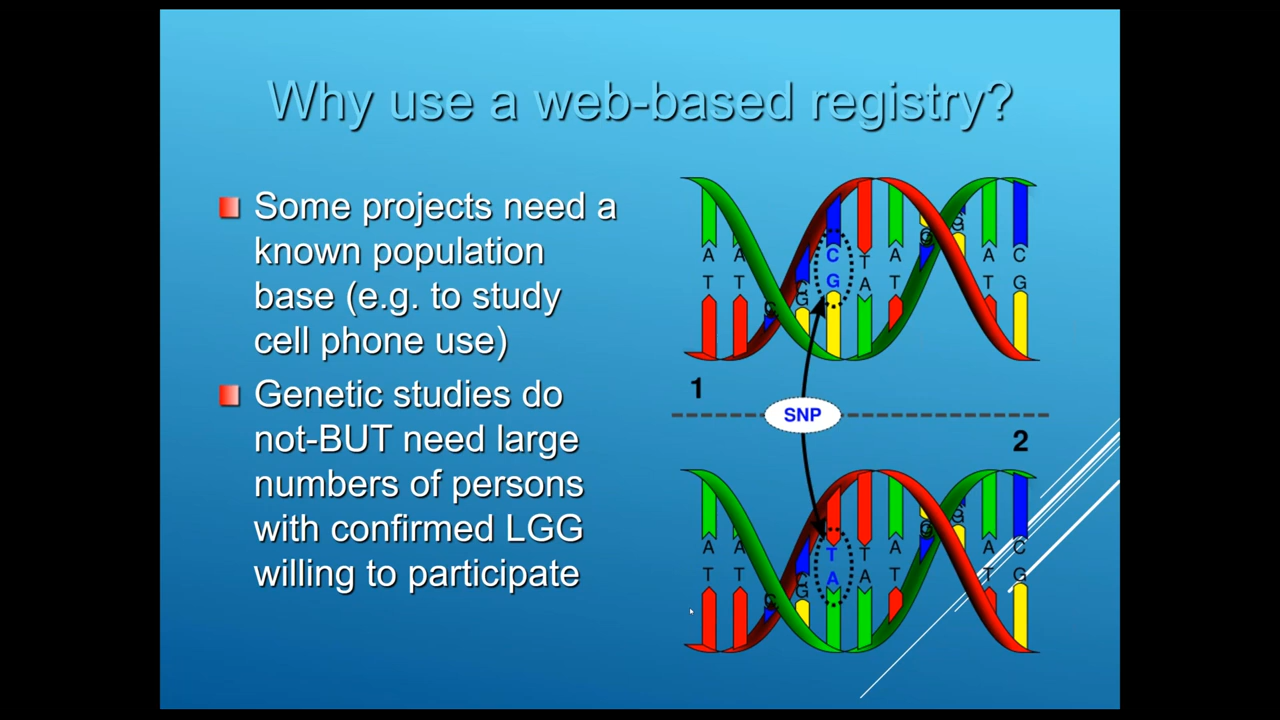 Why use a web-based registry?
Some projects need a
known population
base (e.g. to study
cell phone use)
Genetic studies do
not-BUT need large
numbers of persons
with confirmed LGG
willing to participate
A A C G C T A G G A C
T T C G G A T T G
1
SNP
2
A A C G T T A G G A C
T T C G A A T T G